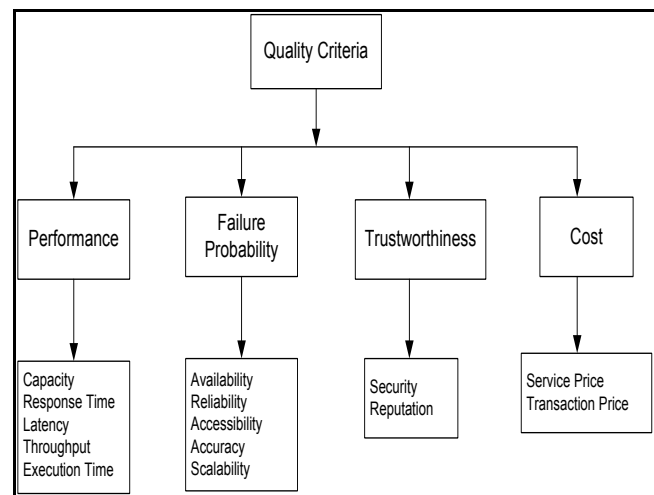 Quality Criteria
Performance
Failure
Probability
Trustworthiness
Cost
Capacity
Response Time
Latency
Throughput
Execution Time
Availability
Reliability
Accessibility
Accuracy
Scalability
Security
Reputation
Service Price
Transaction Price